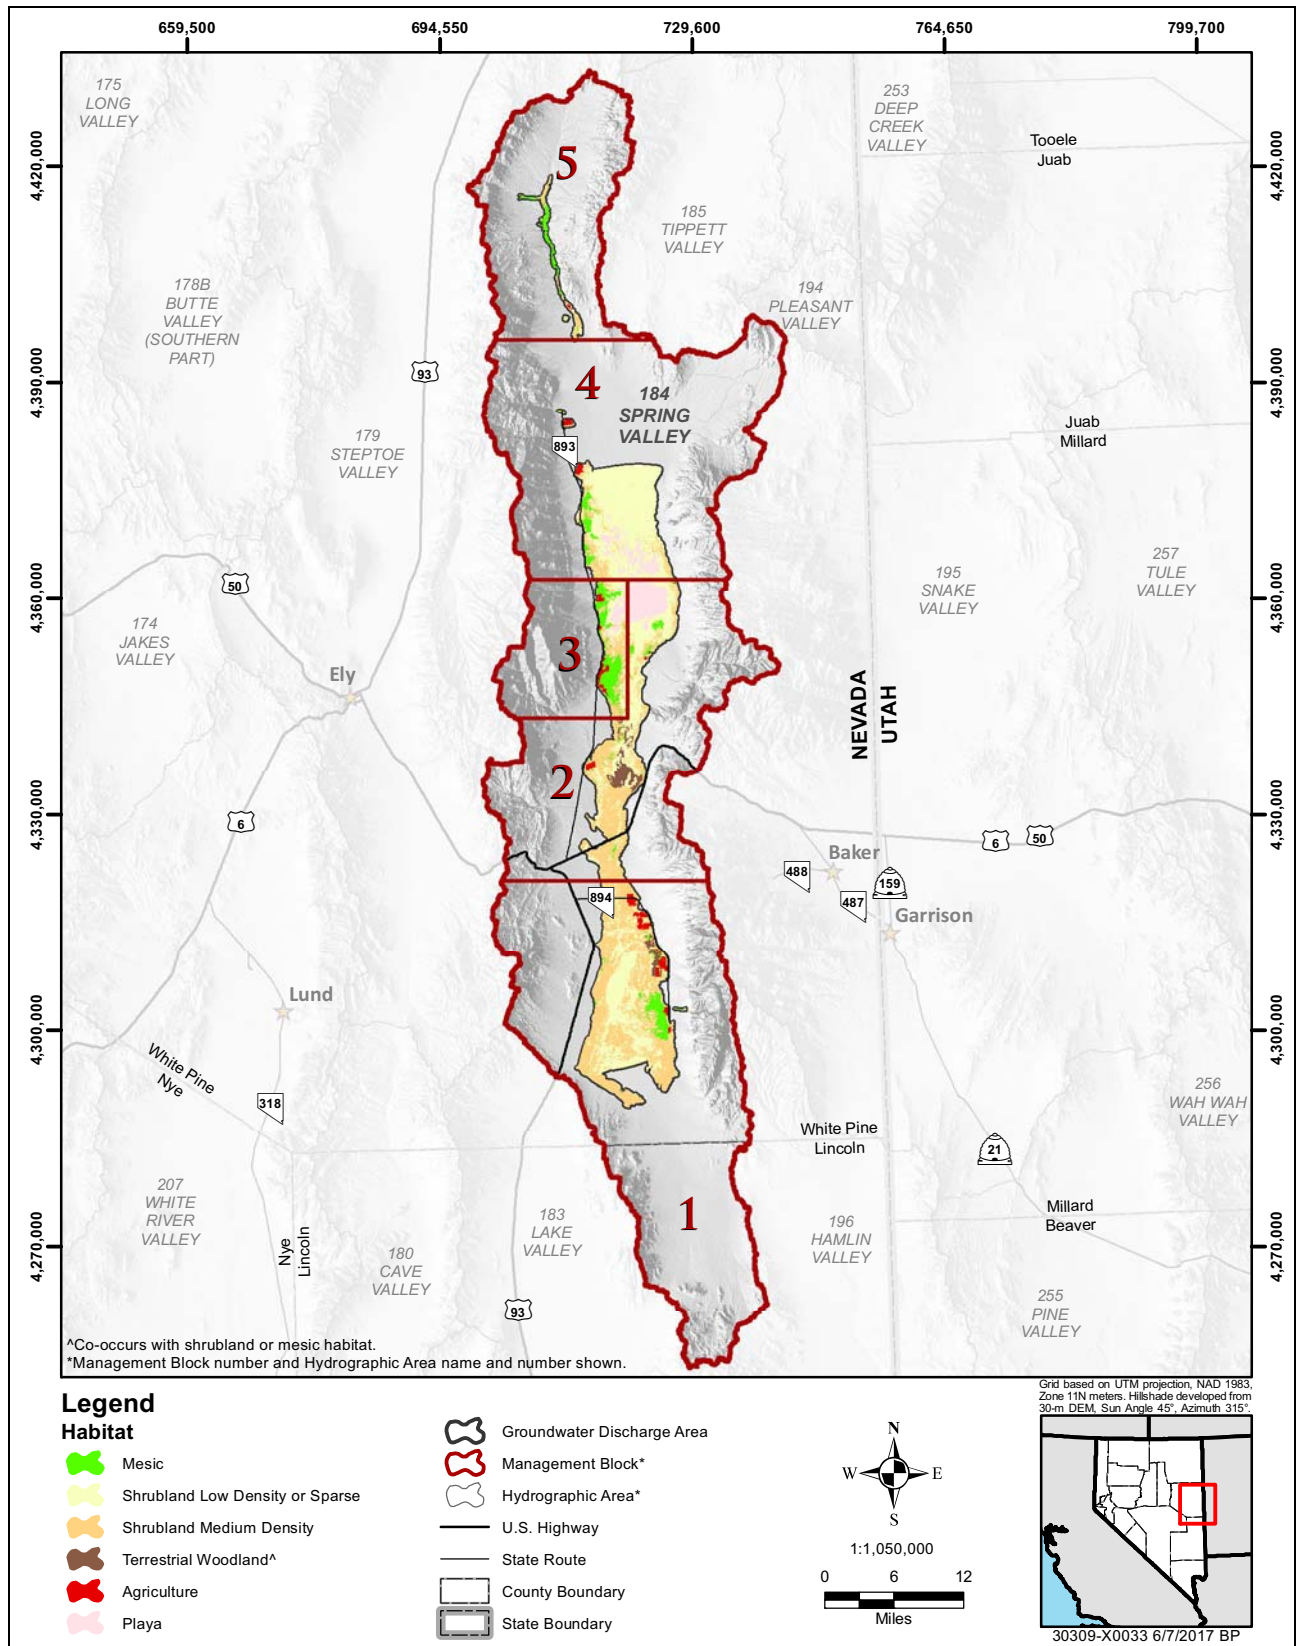 659,500
694,550
729,600
764,650
799,700
175
LONG
VALLEY
253
DEEP
CREEK
VALLEY
Tooele
Juab
4,420,000
4,420,000
5
185
TIPPETT
VALLEY
178B
BUTTE
VALLEY
(SOUTHERN
PART)
194
PLEASANT
VALLEY
93
4,390,000
4,390,000
4
184
SPRING
VALLEY
Juab
Millard
179
STEPTOE
VALLEY
893
50
257
TULE
VALLEY
195
SNAKE
VALLEY
4,360,000
4,360,000
174
JAKES
VALLEY
3
Ely
NEVADA
UTAH
2
4,330,000
4,330,000
6
6
50
Baker
488
159
487
894
Garrison
Lund
4,300,000
4,300,000
White Pine
Nye
318
256
WAH WAH
VALLEY
White Pine
Lincoln
21
207
WHITE
RIVER
VALLEY
1
183
LAKE
VALLEY
196
HAMLIN
VALLEY
Millard
Beaver
Nye
Lincoln
180
CAVE
VALLEY
4,270,000
4,270,000
93
255
PINE
VALLEY
^Co-occurs with shrubland or mesic habitat.
*Management Block number and Hydrographic Area name and number shown.
Legend
Habitat
Mesic
Shrubland Low Density or Sparse
Shrubland Medium Density
Terrestrial Woodland^
Agriculture
Playa
Groundwater Discharge Area
Management Block*
Hydrographic Area*
U.S. Highway
State Route
County Boundary
State Boundary
N
W
E
S
1:1,050,000
0
6
12
Miles
Grid based on UTM projection, NAD 1983,
Zone 11N meters. Hillshade developed from
30-m DEM, Sun Angle 45°, Azimuth 315°.
30309-X0033 6/7/2017 BP